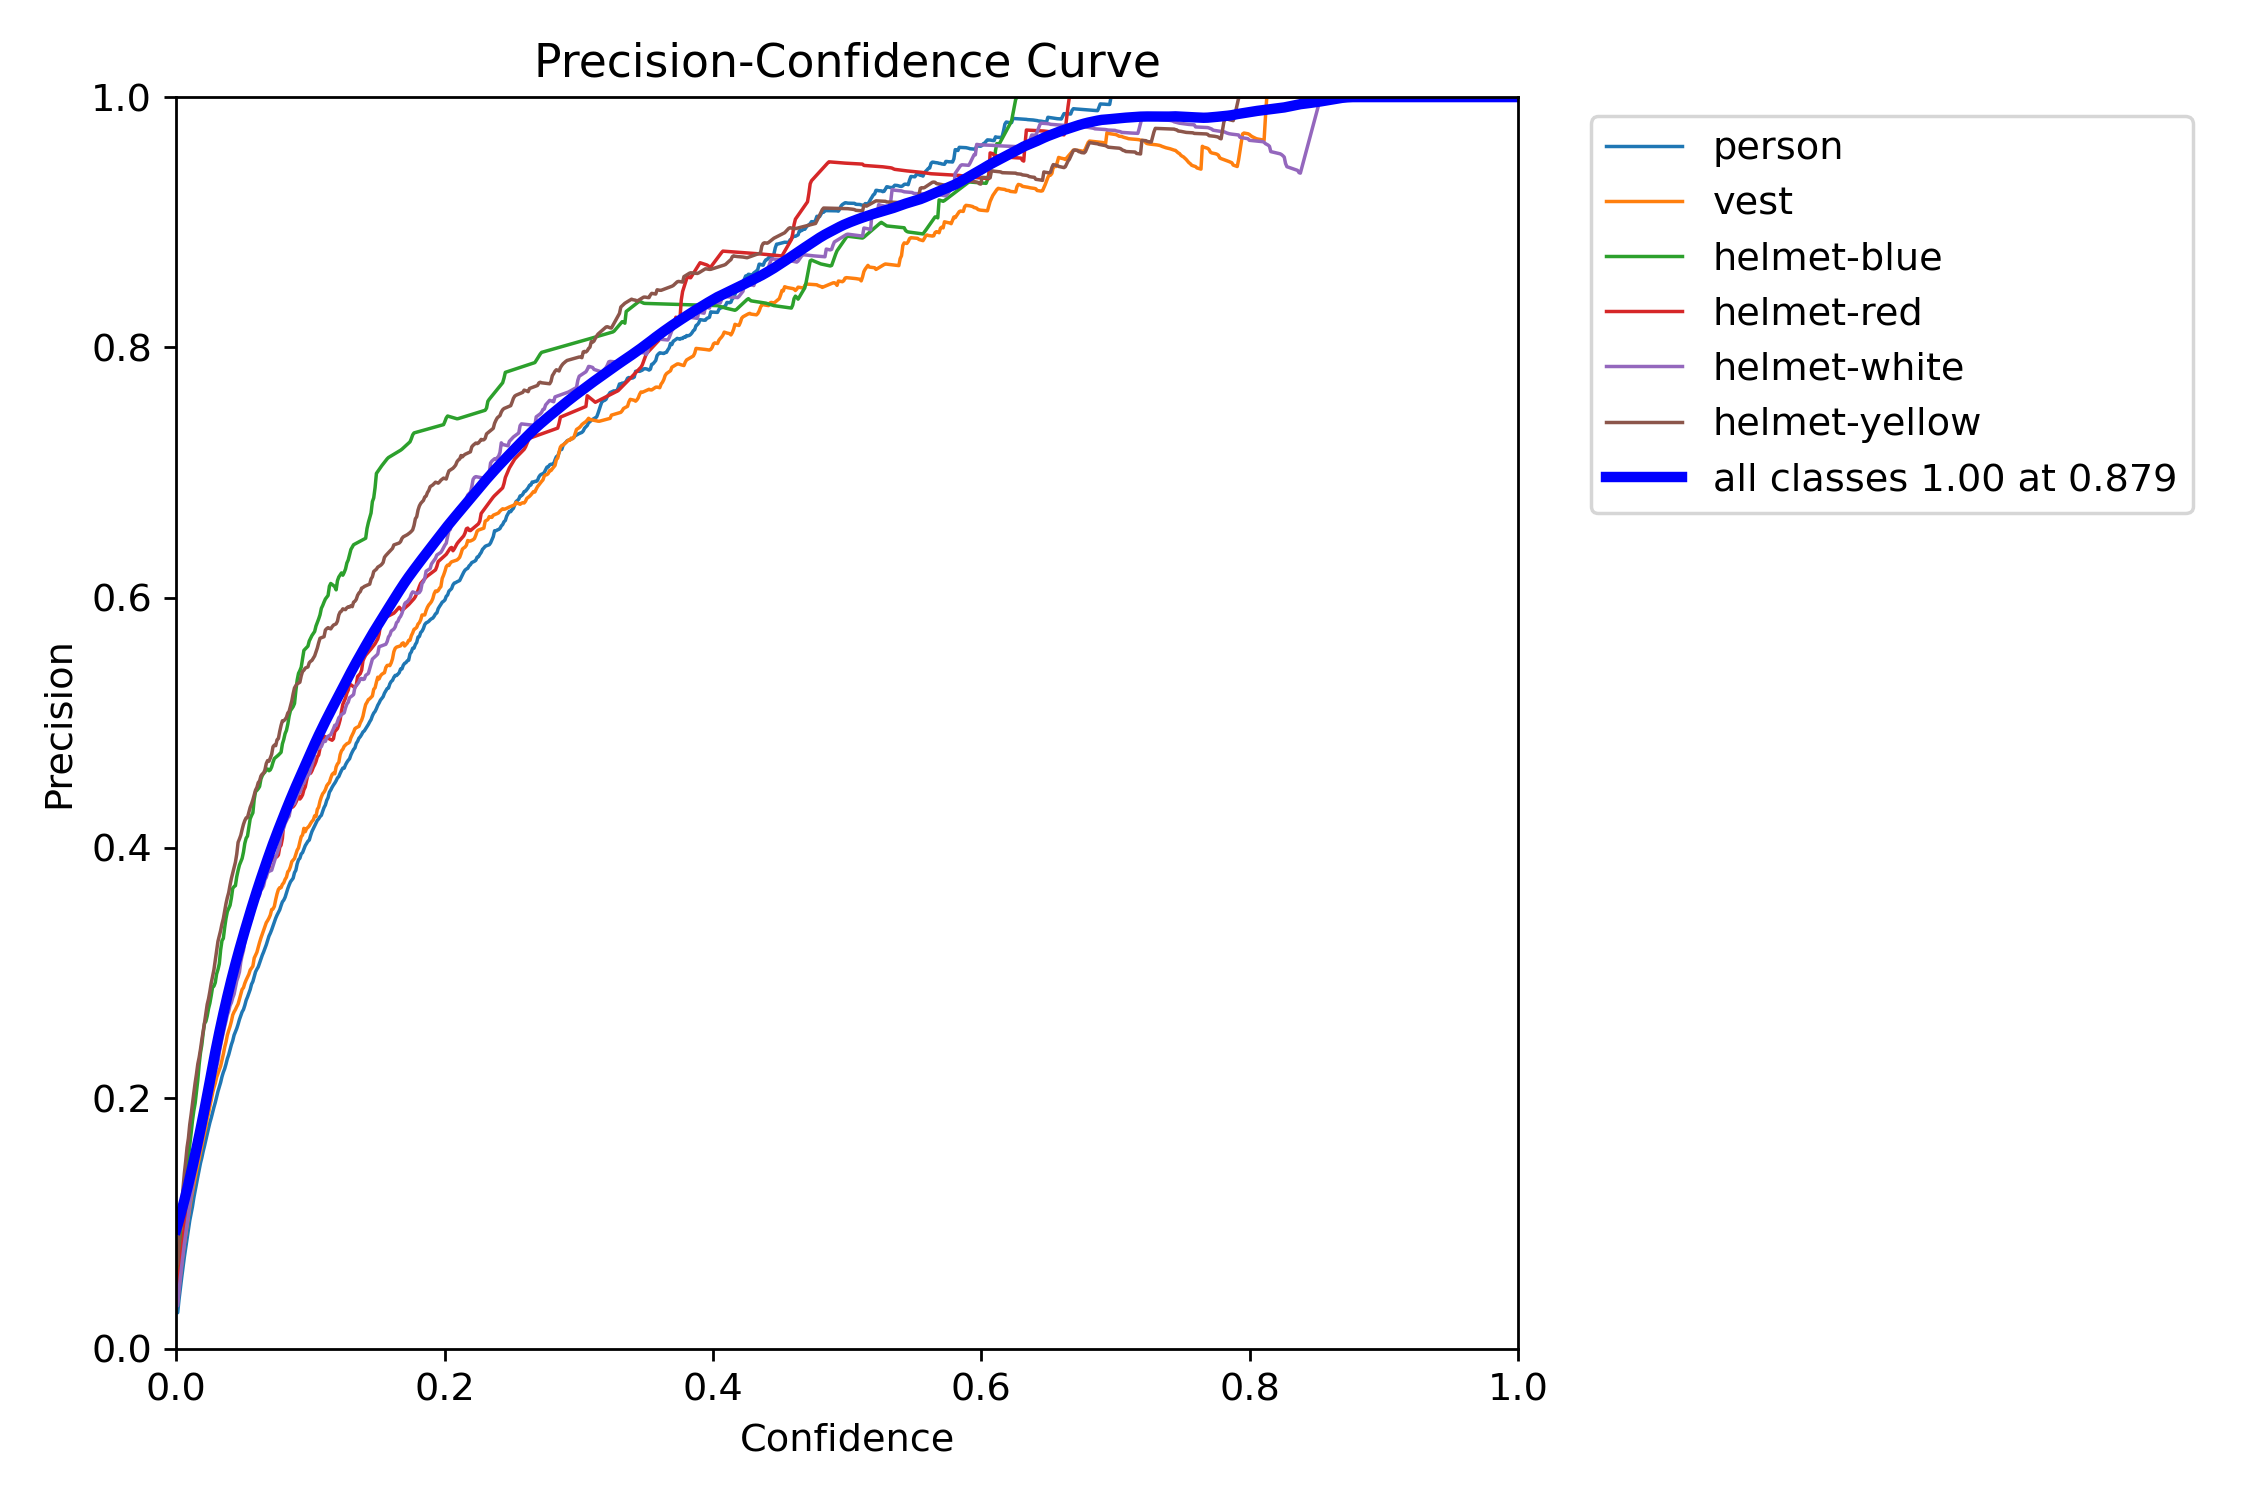 Precision-Confidence Curve
1.0
0.8
0.6
0.4
0.2
0.0
Precision
0.0 0.2 0.4 0.6 0.8 1.0
Confidence
person
vest
helmet-blue
helmet-red
helmet-white
helmet-yellow
all classes 1.00 at 0.879